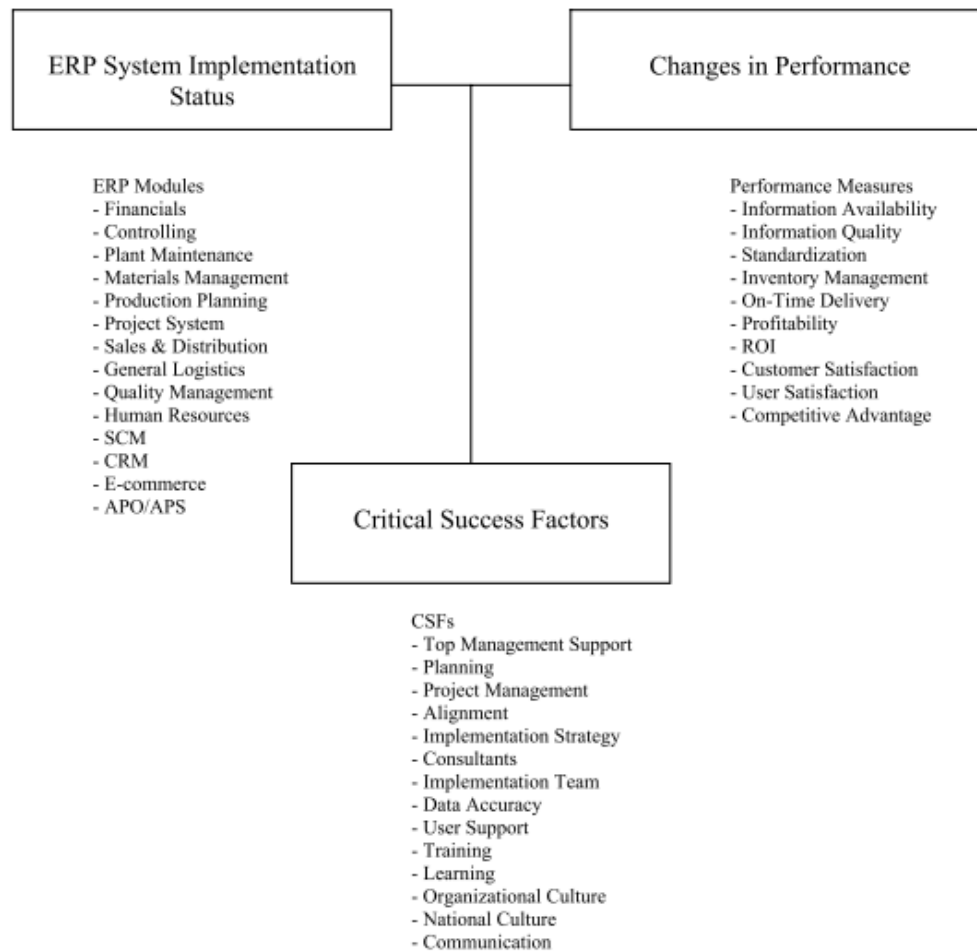 ERP System Implementation
Status
Changes in Performance
ERP Modules
- Financials
- Controlling
- Plant Maintenance
- Materials Management
- Production Planning
- Project System
- Sales & Distribution
- General Logistics
- Quality Management
- Human Resources
- SCM
- CRM
- E-commerce
- APO/APS
Performance Measures
- Information Availability
- Information Quality
- Standardization
- Inventory Management
- On-Time Delivery
- Profitability
- ROI
- Customer Satisfaction
- User Satisfaction
- Competitive Advantage
Critical Success Factors
CSFs
- Top Management Support
- Planning
- Project Management
- Alignment
- Implementation Strategy
- Consultants
- Implementation Team
- Data Accuracy
- User Support
- Training
- Learning
- Organizational Culture
- National Culture
- Communication